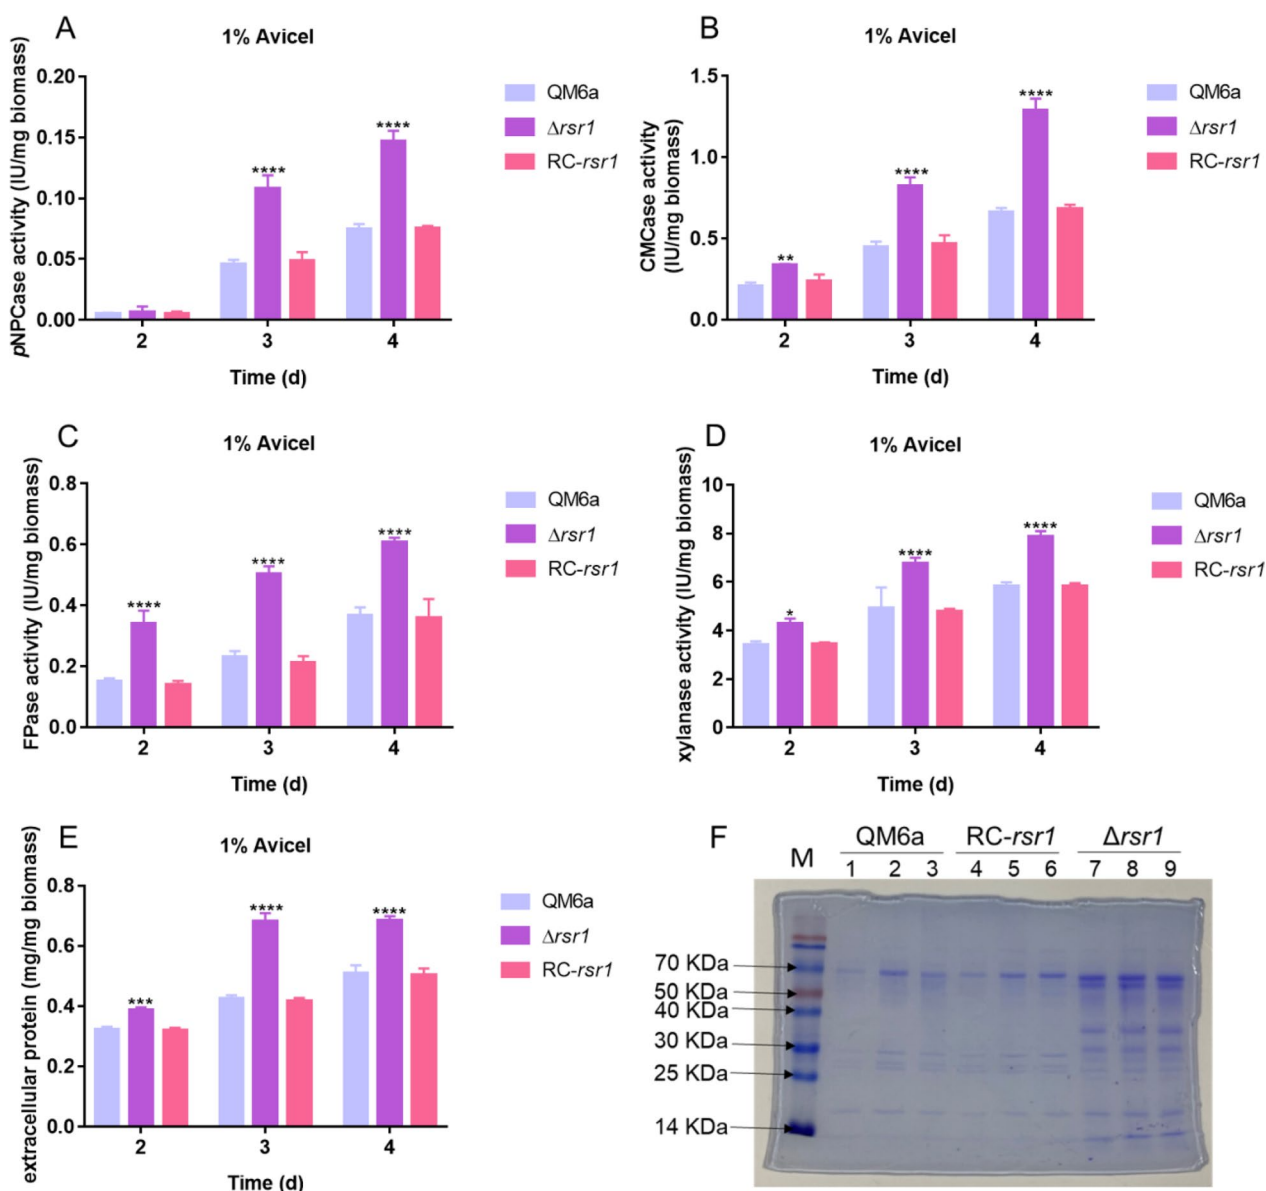 A
1% Avicel
pNPCase activity (IU/mg biomass)
0.20
0.15
0.10
0.05
0.00
****
****
2 3 4
Time (d)
QM6a
Δrsr1
RC-rsr1
B
1% Avicel
CMCase activity
(IU/mg biomass)
1.5
1.0
0.5
0.0
**
****
****
2 3 4
Time (d)
QM6a
Δrsr1
RC-rsr1
C
1% Avicel
FPase activity (IU/mg biomass)
0.8
0.6
0.4
0.2
0.0
****
****
****
2 3 4
Time (d)
QM6a
Δrsr1
RC-rsr1
D
1% Avicel
xylanase activity (IU/mg biomass)
10
8
6
4
2
0
*
****
****
2 3 4
Time (d)
QM6a
Δrsr1
RC-rsr1
E
1% Avicel
extracellular protein (mg/mg biomass)
0.8
0.6
0.4
0.2
0.0
***
****
****
2 3 4
Time (d)
QM6a
Δrsr1
RC-rsr1
F
QM6a RC-rsr1 Δrsr1
M 1 2 3 4 5 6 7 8 9
70 KDa
50 KDa
40 KDa
30 KDa
25 KDa
14 KDa